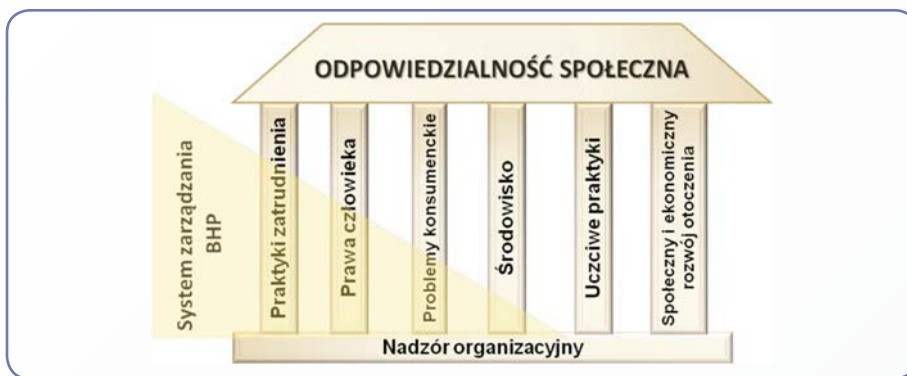 ODPOWIEDZIALNOŚĆ SPOŁECZNA
System zarządzania
BHP
Praktyki zatrudnienia
Prawa człowieka
Problemy konsumenckie
Środowisko
Uczciwe praktyki
Społeczny i ekonomiczny
rozwój otoczenia
Nadzór organizacyjny